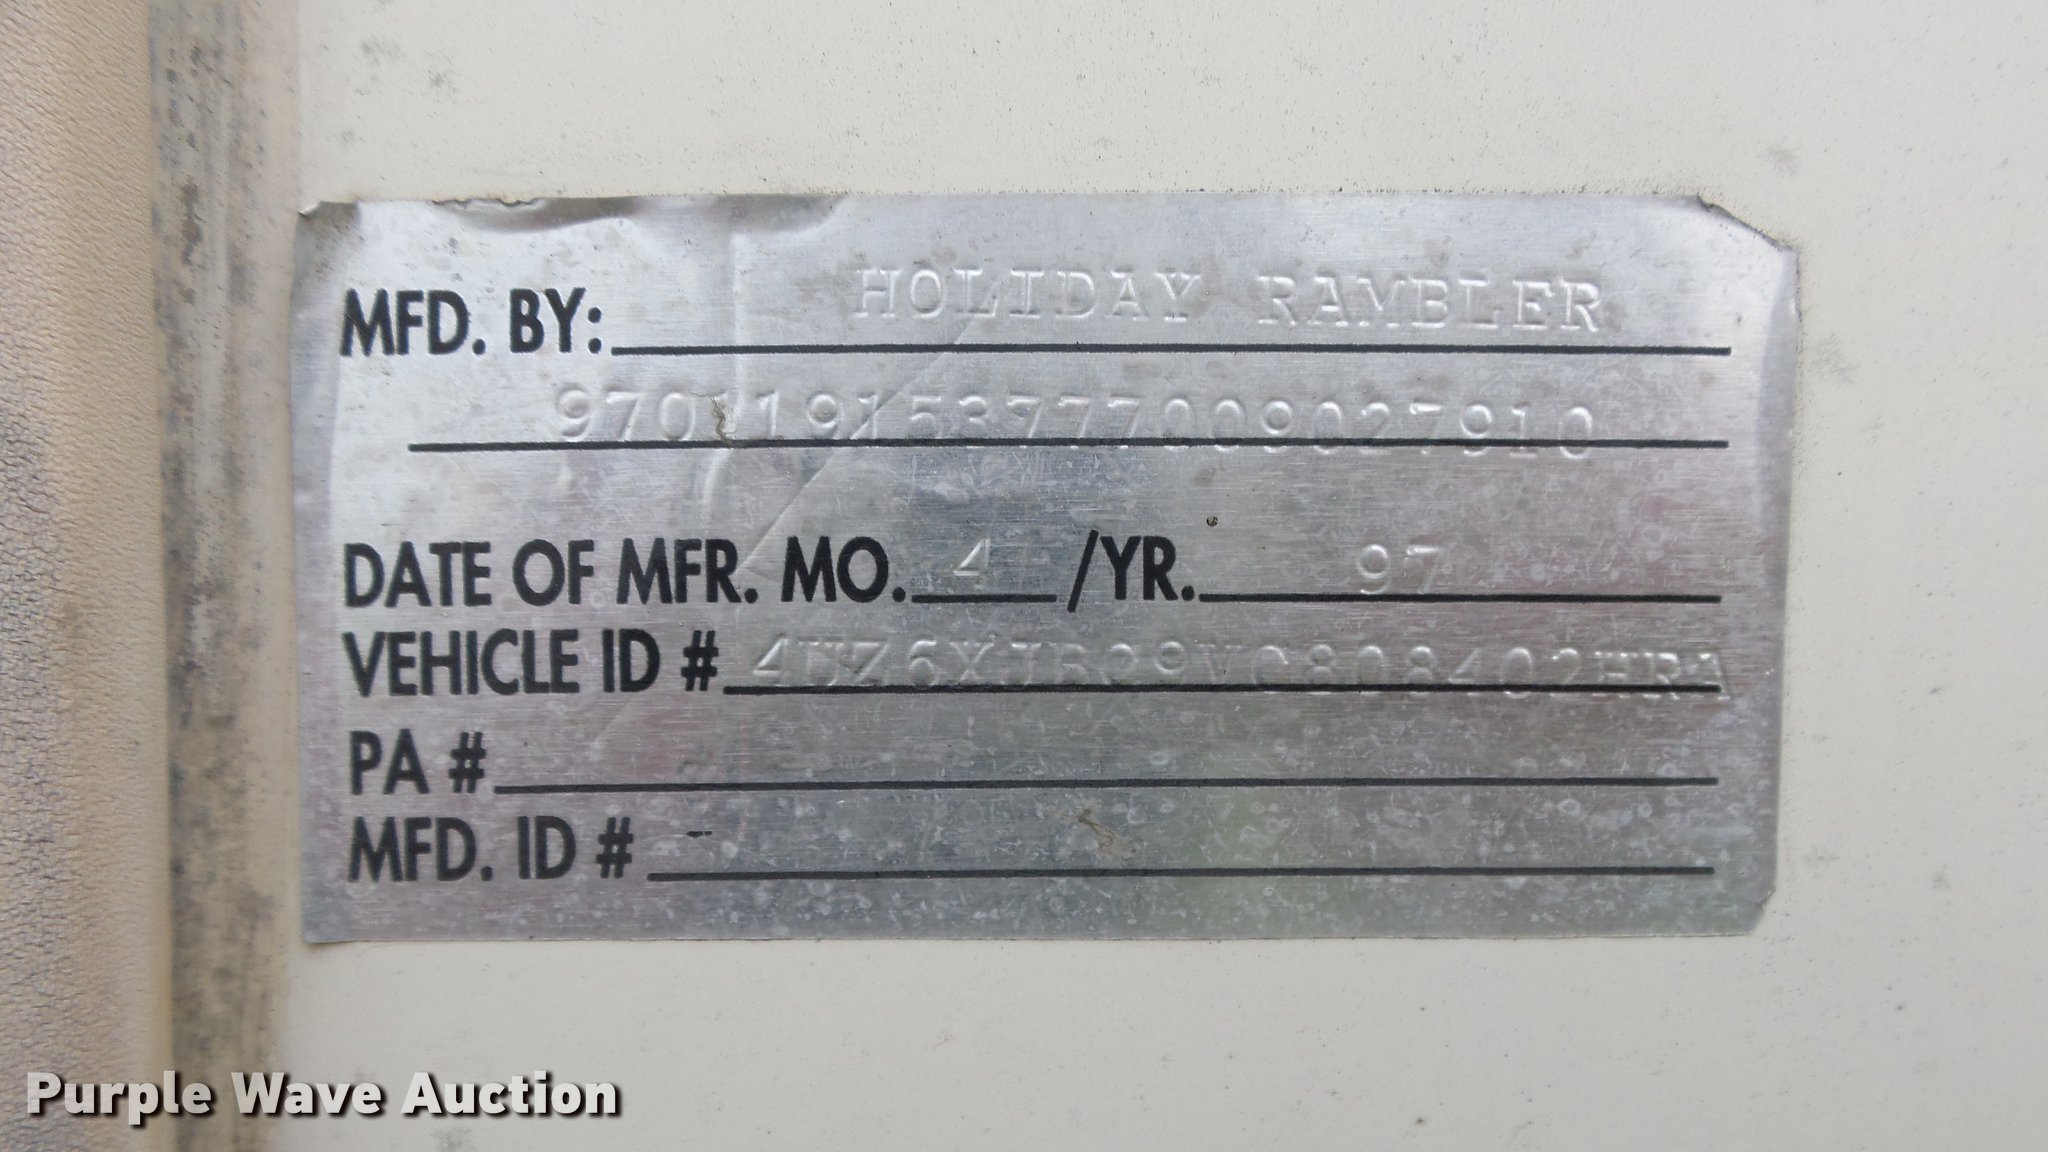 MFD. BY: HOLIDAY RAMBLER
DATE OF MFR. MO. 4 /YR. 97
VEHICLE ID # 4UZ6XJB29VC808402HRA
PA #
MFD. ID #
Purple Wave Auction